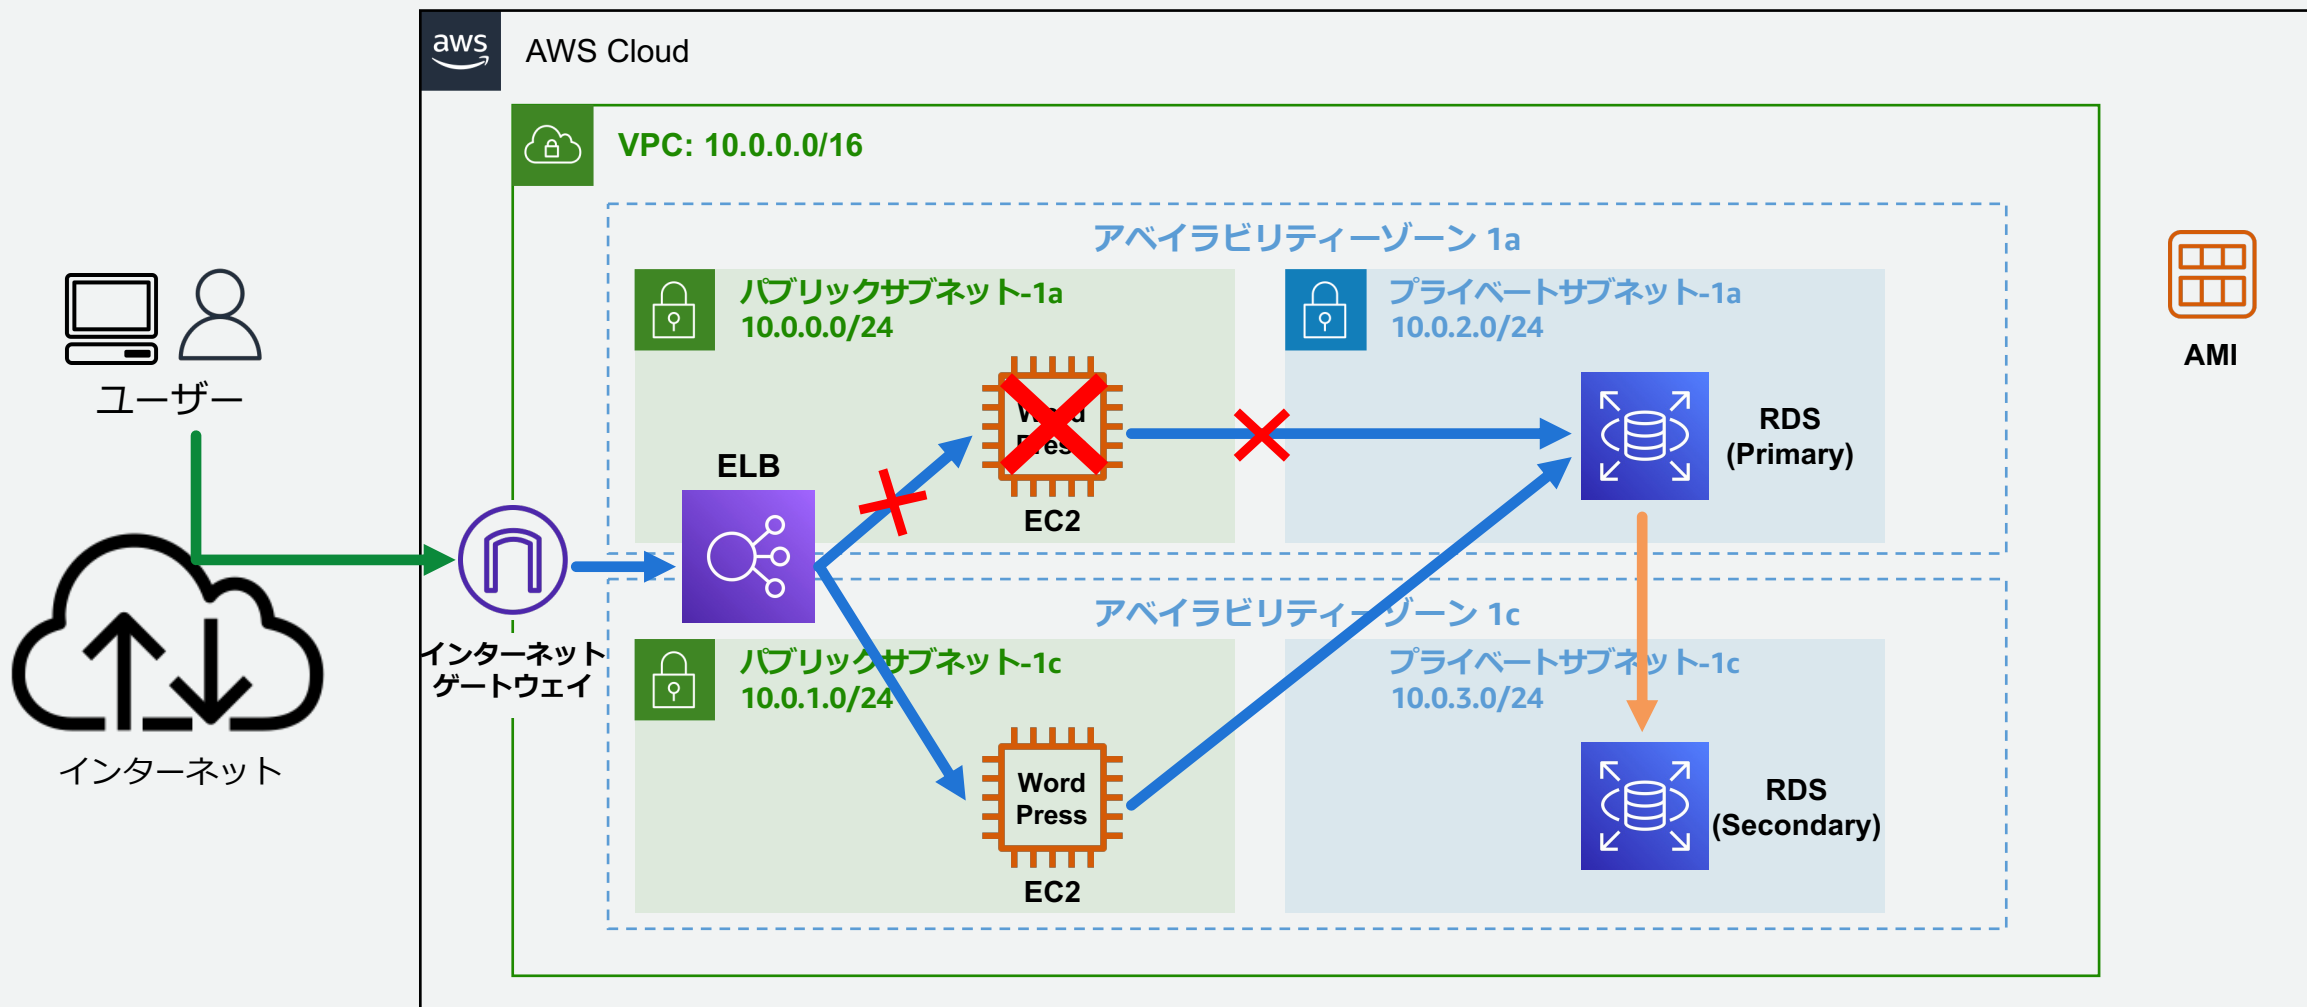 aws
AWS Cloud
VPC: 10.0.0.0/16
アベイラビリティーゾーン 1a
パブリックサブネット-1a
10.0.0.0/24
プライベートサブネット-1a
10.0.2.0/24
AMI
ユーザー
Word
Press
EC2
RDS
(Primary)
ELB
アベイラビリティーゾーン 1c
インターネット
ゲートウェイ
パブリックサブネット-1c
10.0.1.0/24
プライベートサブネット-1c
10.0.3.0/24
インターネット
Word
Press
EC2
RDS
(Secondary)